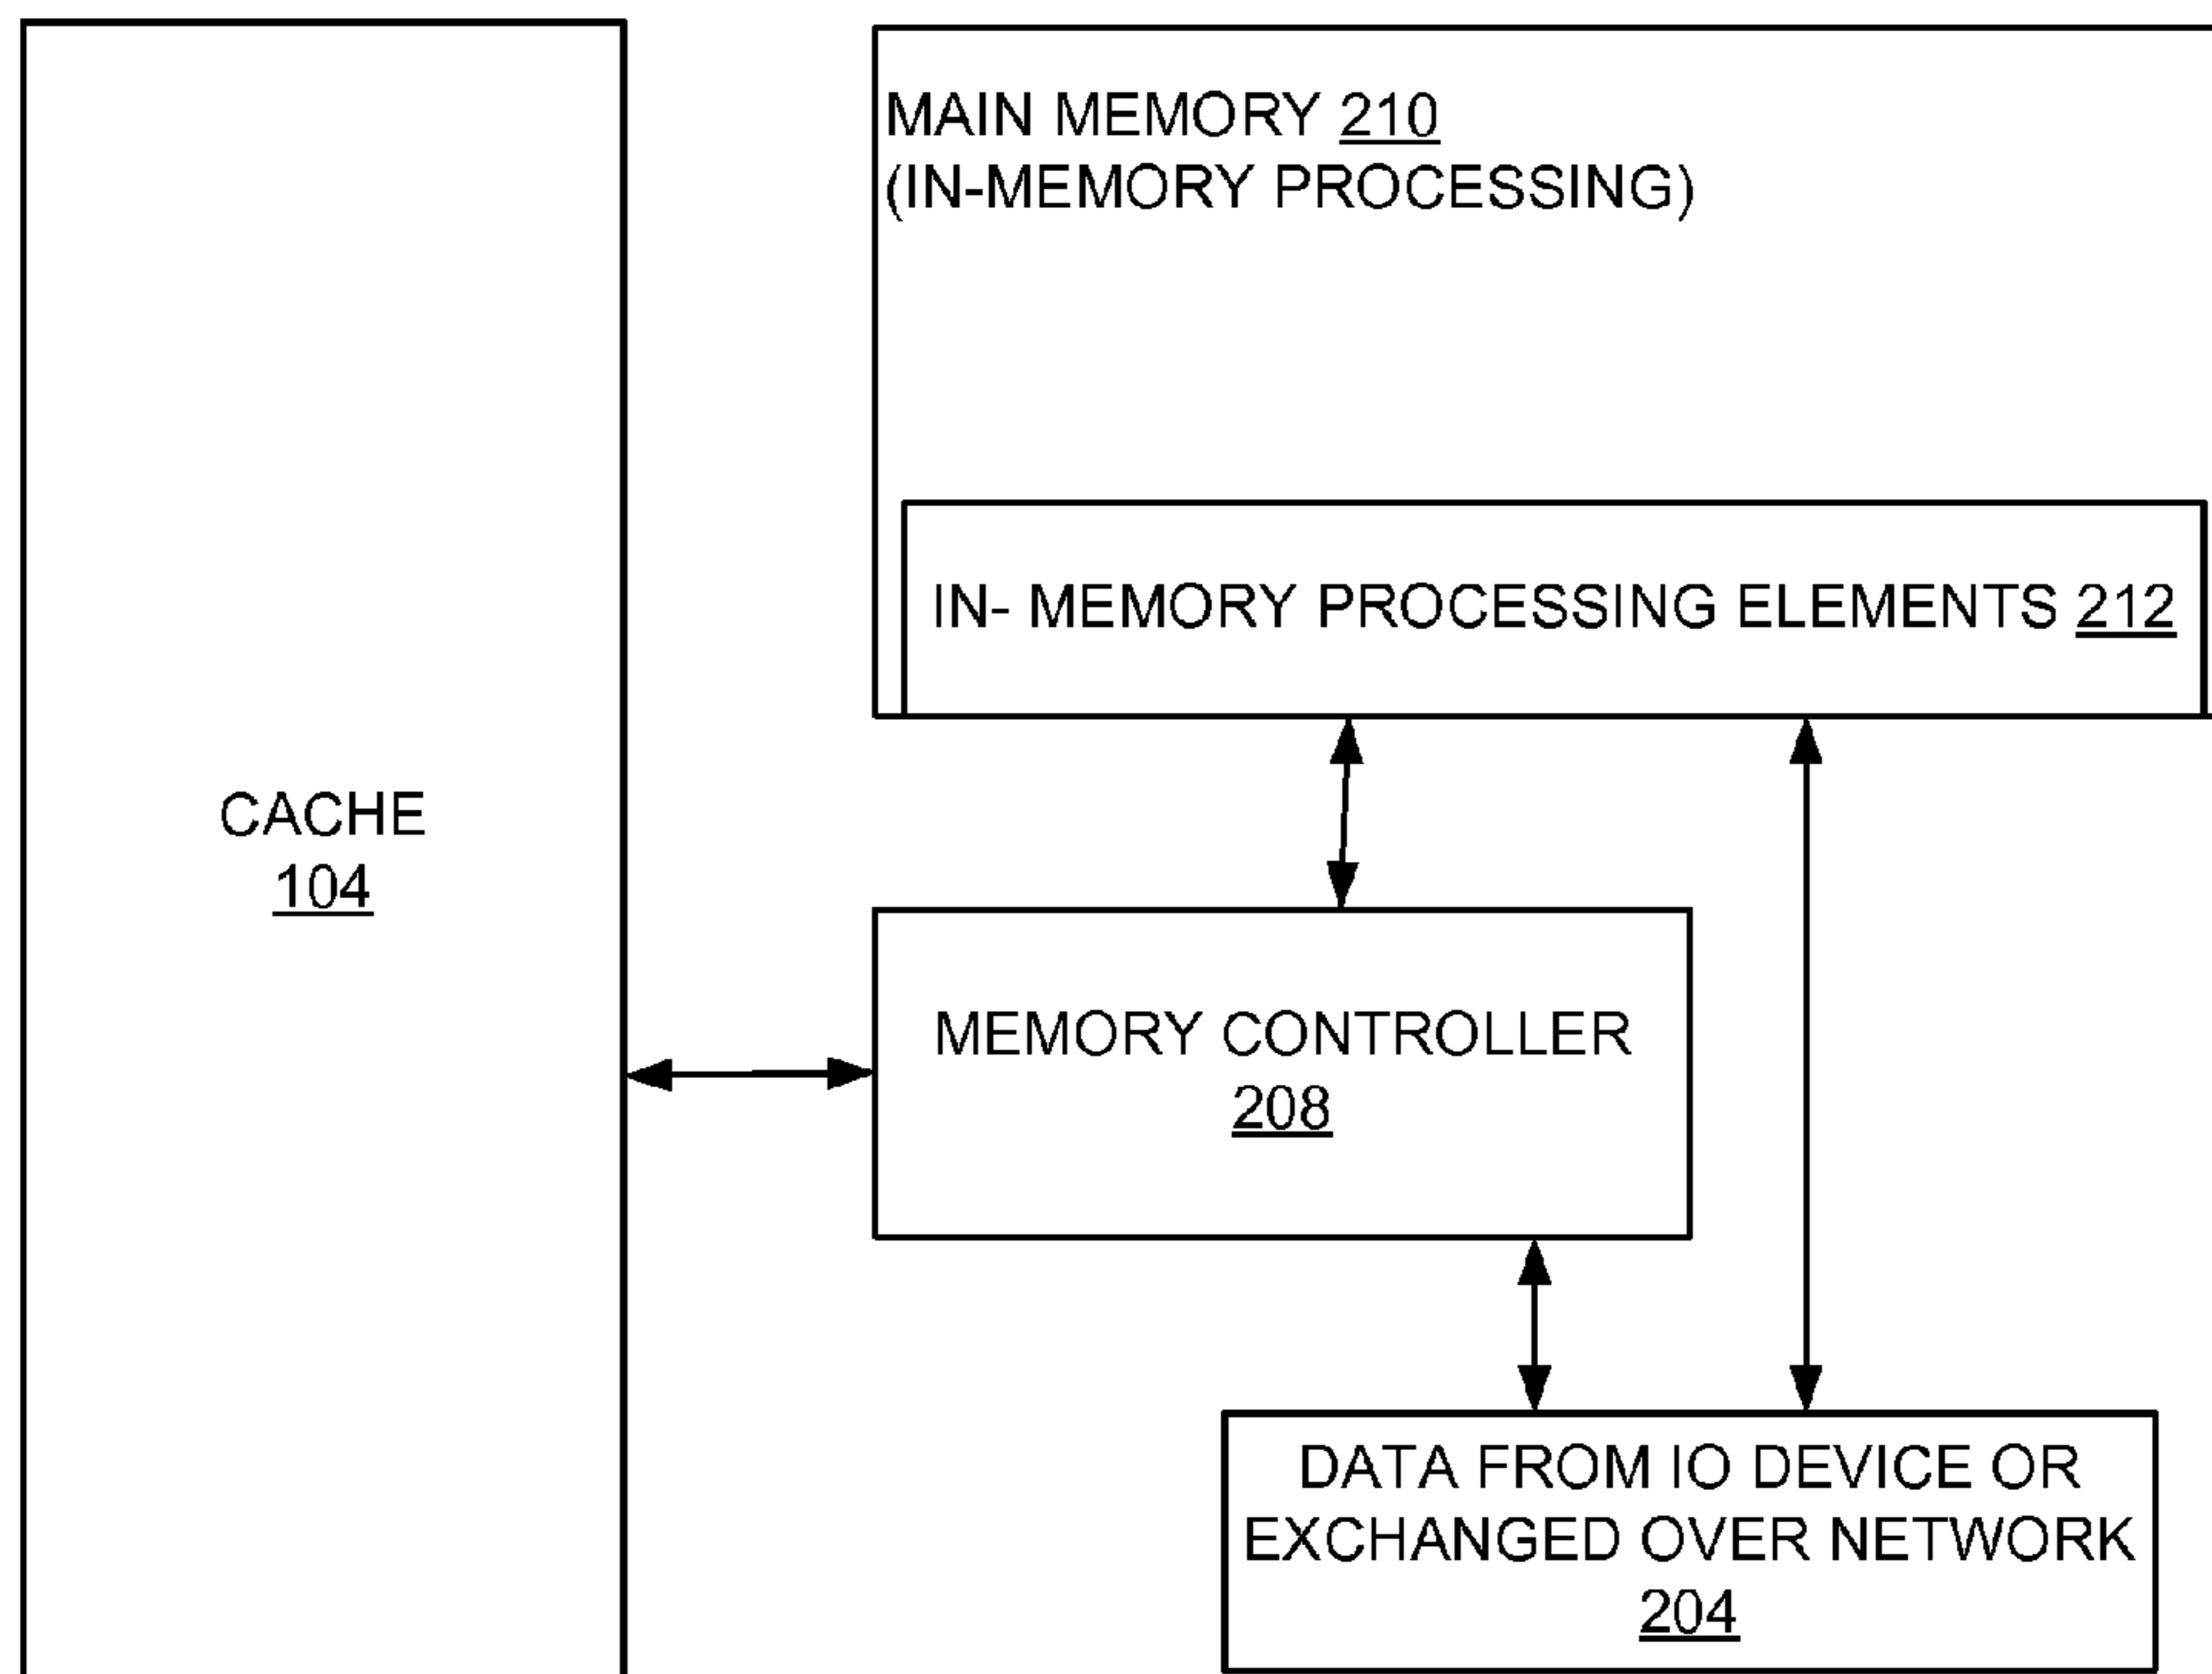 MAIN MEMORY 210
(IN-MEMORY PROCESSING)
IN- MEMORY PROCESSING ELEMENTS 212
CACHE
104
MEMORY CONTROLLER
208
DATA FROM IO DEVICE OR
EXCHANGED OVER NETWORK
204